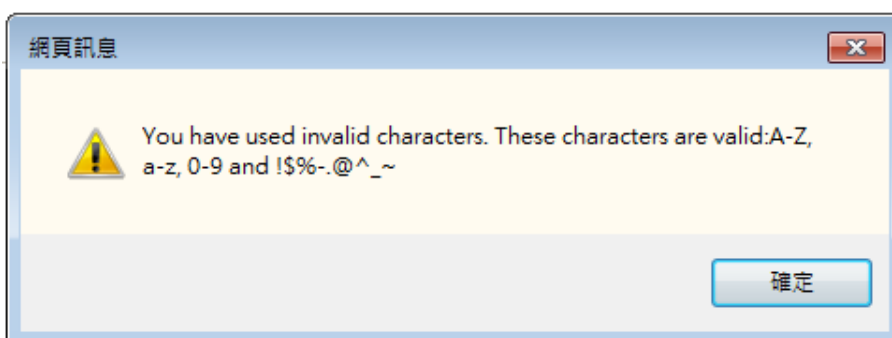 網頁訊息
You have used invalid characters. These characters are valid:A-Z,
a-z, 0-9 and !$%-.@^_~
確定